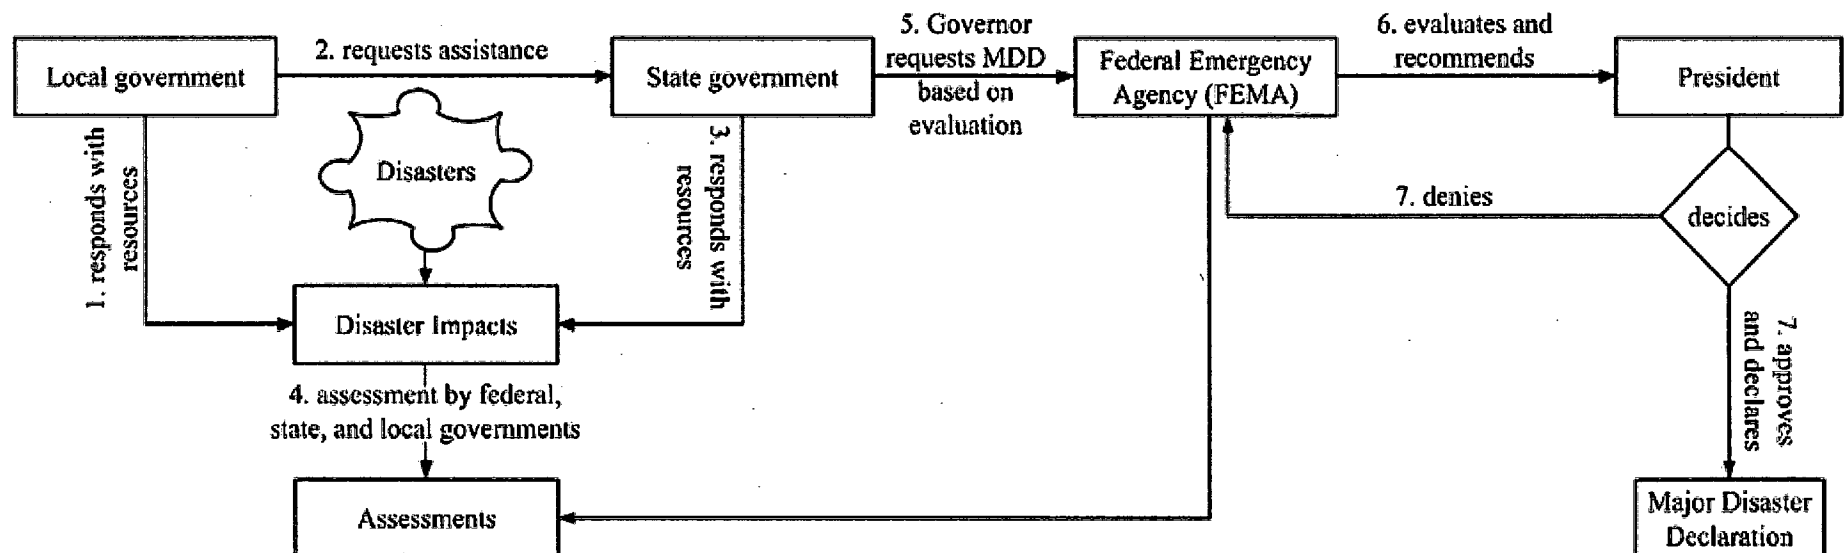 Local government
2. requests assistance
State government
5. Governor
requests MDD
based on
evaluation
Federal Emergency
Agency (FEMA)
6. evaluates and
recommends
President
1. responds with
resources
Disasters
3. responds with
resources
7. denies
decides
Disaster Impacts
7. approves
and declares
4. assessment by federal,
state, and local governments
Assessments
Major Disaster
Declaration